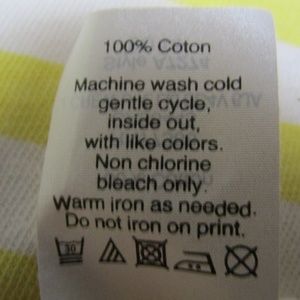 100% Coton
Machine wash cold
gentle cycle,
inside out,
with like colors.
Non chlorine
bleach only.
Warm iron as needed.
Do not iron on print.
30